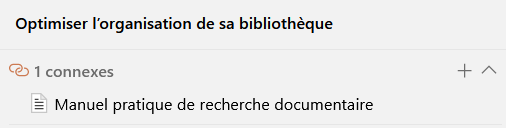 Optimiser l'organisation de sa bibliothèque
1 connexes
Manuel pratique de recherche documentaire